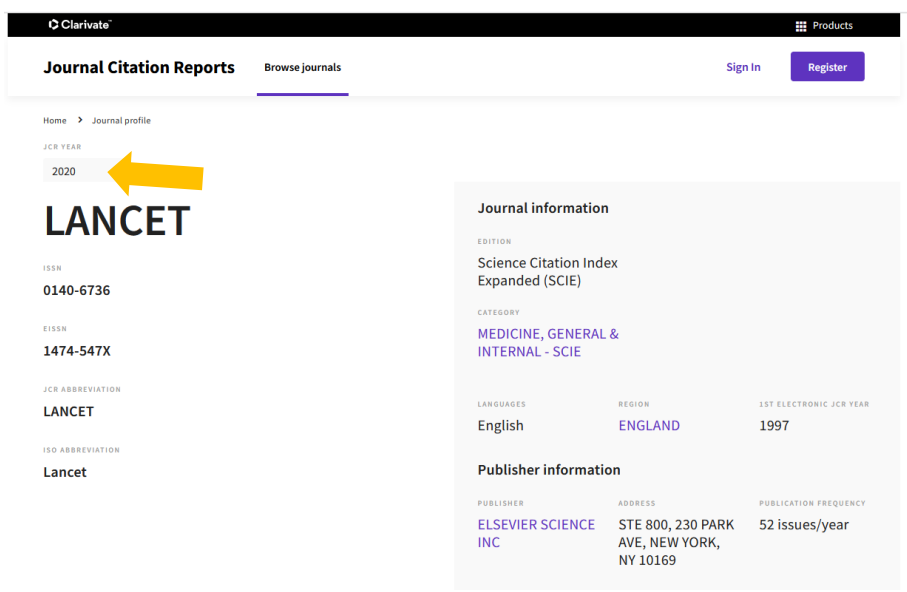 Clarivate™
Products
Journal Citation Reports
Browse journals
Sign In
Register
Home > Journal profile
JCR YEAR
2020
LANCET
ISSN
0140-6736
EISSN
1474-547X
JCR ABBREVIATION
LANCET
ISO ABBREVIATION
Lancet
Journal information
EDITION
Science Citation Index
Expanded (SCIE)
CATEGORY
MEDICINE, GENERAL &
INTERNAL - SCIE
LANGUAGES
English
REGION
ENGLAND
1ST ELECTRONIC JCR YEAR
1997
Publisher information
PUBLISHER
ELSEVIER SCIENCE
INC
ADDRESS
STE 800, 230 PARK
AVE, NEW YORK,
NY 10169
PUBLICATION FREQUENCY
52 issues/year